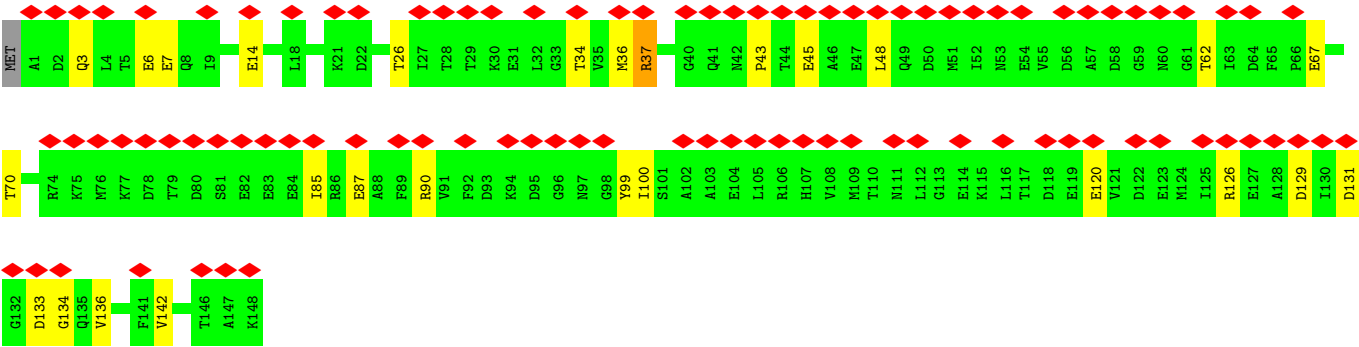 MET A1 D2 Q3 L4 T5 E6 E7 Q8 I9 E14 L18 K21 D22 T26 I27 T28 T29 K30 E31 L32 G33 T34 V35 M36 R37 G40 Q41 N42 P43 T44 E45 A46 E47 L48 Q49 D50 M51 I52 N53 E54 V55 D56 A57 D58 G59 N60 G61 T62 I63 D64 F65 P66 E67
T70 R74 K75 M76 K77 D78 T79 D80 S81 E82 E83 E84 I85 R86 E87 A88 F89 R90 V91 F92 D93 K94 D95 G96 N97 G98 Y99 I100 S101 A102 A103 E104 L105 R106 H107 V108 M109 T110 N111 L112 G113 E114 K115 L116 T117 D118 E119 E120 V121 D122 E123 M124 I125 R126 E127 A128 D129 I130 D131
G132 D133 G134 Q135 V136 F141 V142 T146 A147 K148